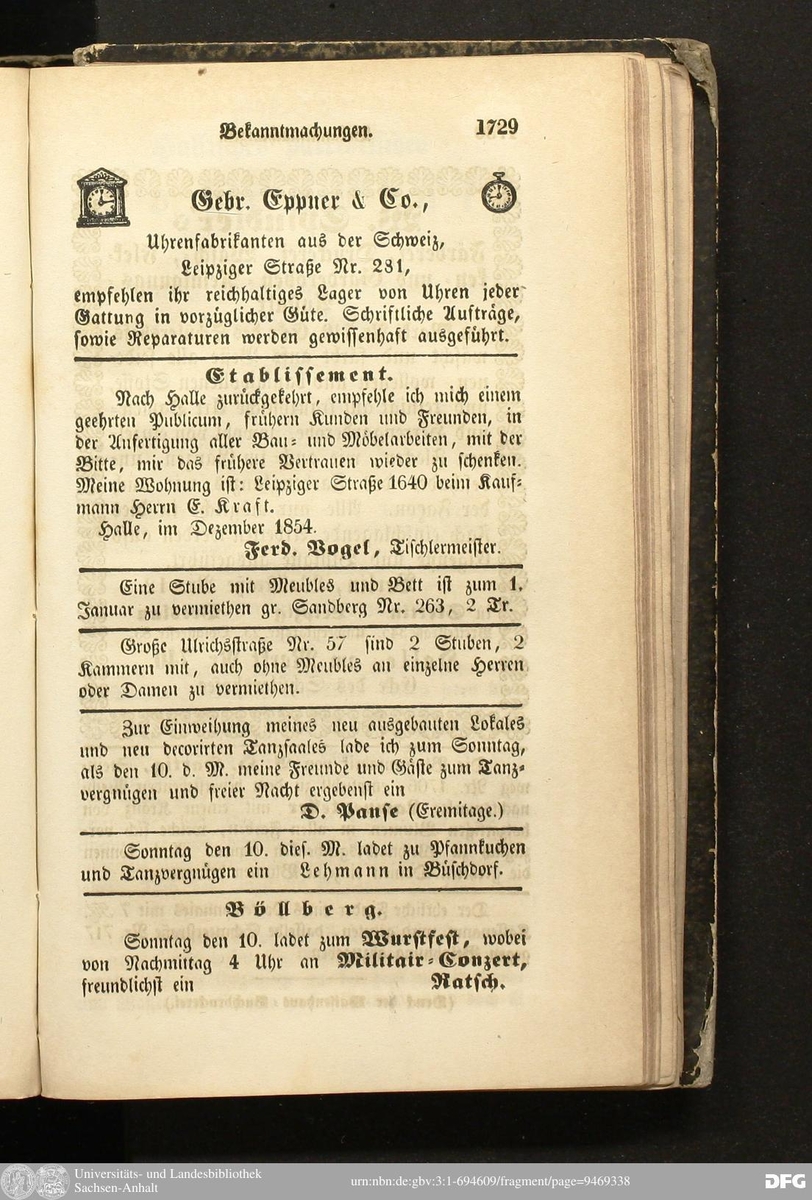 Bekanntmachungen. 1729
Gebr. Eppner & Co.,
Uhrenfabrikanten aus der Schweiz,
Leipziger Straße Nr. 281,
empfehlen ihr reichhaltiges Lager von Uhren jeder
Gattung in vorzüglicher Güte. Schriftliche Aufträge,
sowie Reparaturen werden gewissenhaft ausgeführt.
Etablissement.
Nach Halle zurückgekehrt, empfehle ich mich einem
geehrten Publicum, frühern Kunden und Freunden, in
der Anfertigung aller Bau- und Möbelarbeiten, mit der
Bitte, mir das frühere Vertrauen wieder zu schenken.
Meine Wohnung ist: Leipziger Straße 1640 beim Kauf-
mann Herrn E. Kraft.
Halle, im Dezember 1854.
Ferd. Vogel, Tischlermeister.
Eine Stube mit Meubles und Bett ist zum 1.
Januar zu vermiethen gr. Sandberg Nr. 263, 2 Tr.
Große Ulrichsstraße Nr. 57 sind 2 Stuben, 2
Kammern mit, auch ohne Meubles an einzelne Herren
oder Damen zu vermiethen.
Zur Einweihung meines neu ausgebauten Lokales
und neu decorirten Tanzsaales lade ich zum Sonntag,
als den 10. d. M. meine Freunde und Gäste zum Tanz-
vergnügen und freier Nacht ergebenst ein
D. Pause (Eremitage.)
Sonntag den 10. dies. M. ladet zu Pfannkuchen
und Tanzvergnügen ein Lehmann in Büschdorf.
Böllberg.
Sonntag den 10. ladet zum Wurstfest, wobei
von Nachmittag 4 Uhr an Militair-Conzert,
freundlichst ein Ratsch.
Universitäts- und Landesbibliothek
Sachsen-Anhalt
urn:nbn:de:gbv:3:1-694609/fragment/page=9469338
DFG